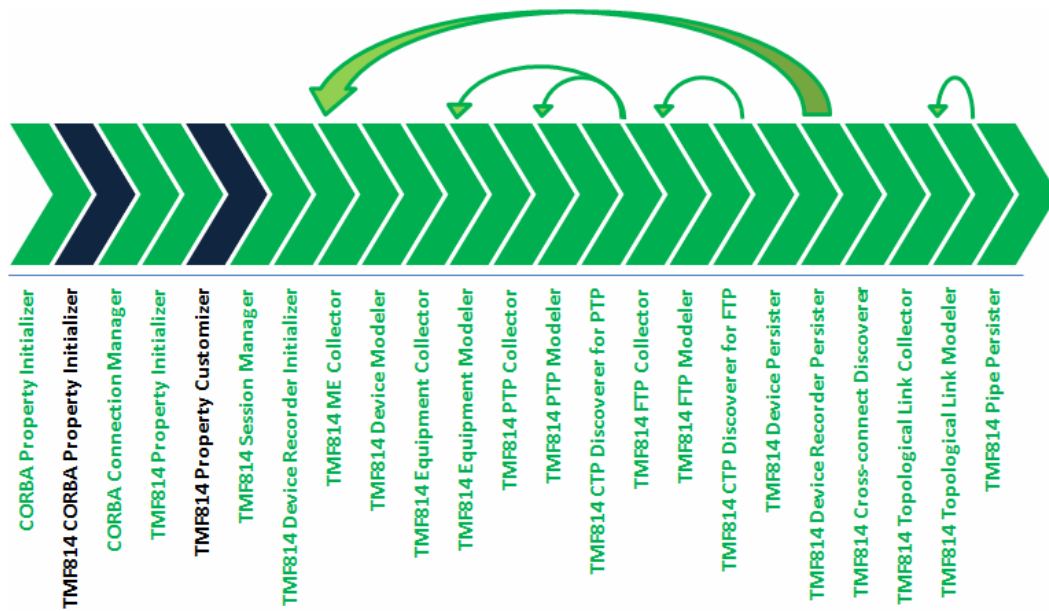 CORBA Property Initializer
TMF814 CORBA Property Initializer
CORBA Connection Manager
TMF814 Property Initializer
TMF814 Property Customizer
TMF814 Session Manager
TMF814 Device Recorder Initializer
TMF814 ME Collector
TMF814 Device Modeler
TMF814 Equipment Collector
TMF814 Equipment Modeler
TMF814 PTP Collector
TMF814 PTP Modeler
TMF814 CTP Discoverer for PTP
TMF814 FTP Collector
TMF814 FTP Modeler
TMF814 CTP Discoverer for FTP
TMF814 Device Persister
TMF814 Device Recorder Persister
TMF814 Cross-connect Discoverer
TMF814 Topological Link Collector
TMF814 Topological Link Modeler
TMF814 Pipe Persister